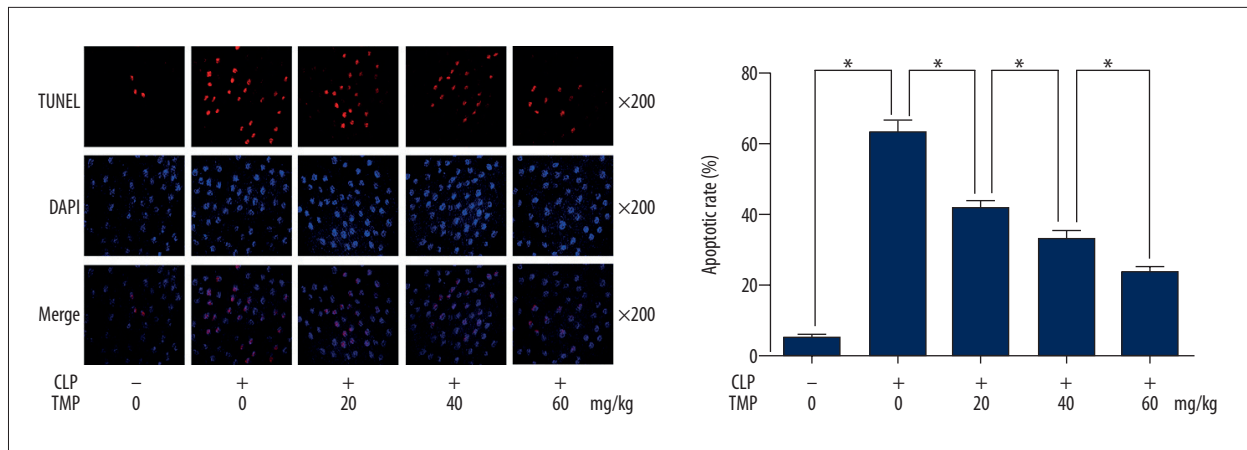 TUNEL ×200
DAPI ×200
Merge ×200
CLP – + + + +
TMP 0 0 20 40 60 mg/kg
* * * *
Apoptotic rate (%)
80
60
40
20
0
CLP – + + + +
TMP 0 0 20 40 60 mg/kg